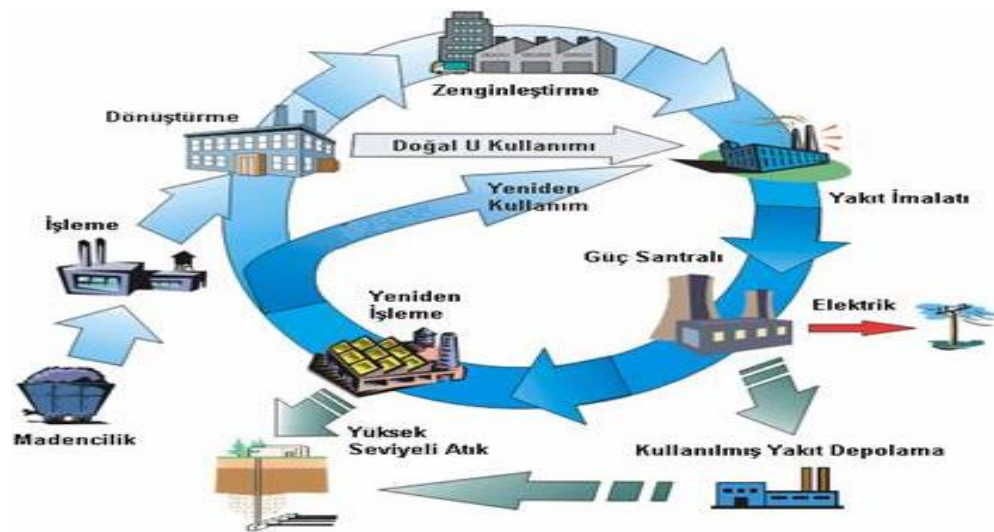 Zenginleştirme
Dönüştürme
Doğal U Kullanımı
Yeniden
Kullanım
Yakıt İmalatı
İşleme
Güç Santralı
Yeniden
İşleme
Elektrik
Madencilik
Yüksek
Seviyeli Atık
Kullanılmış Yakıt Depolama